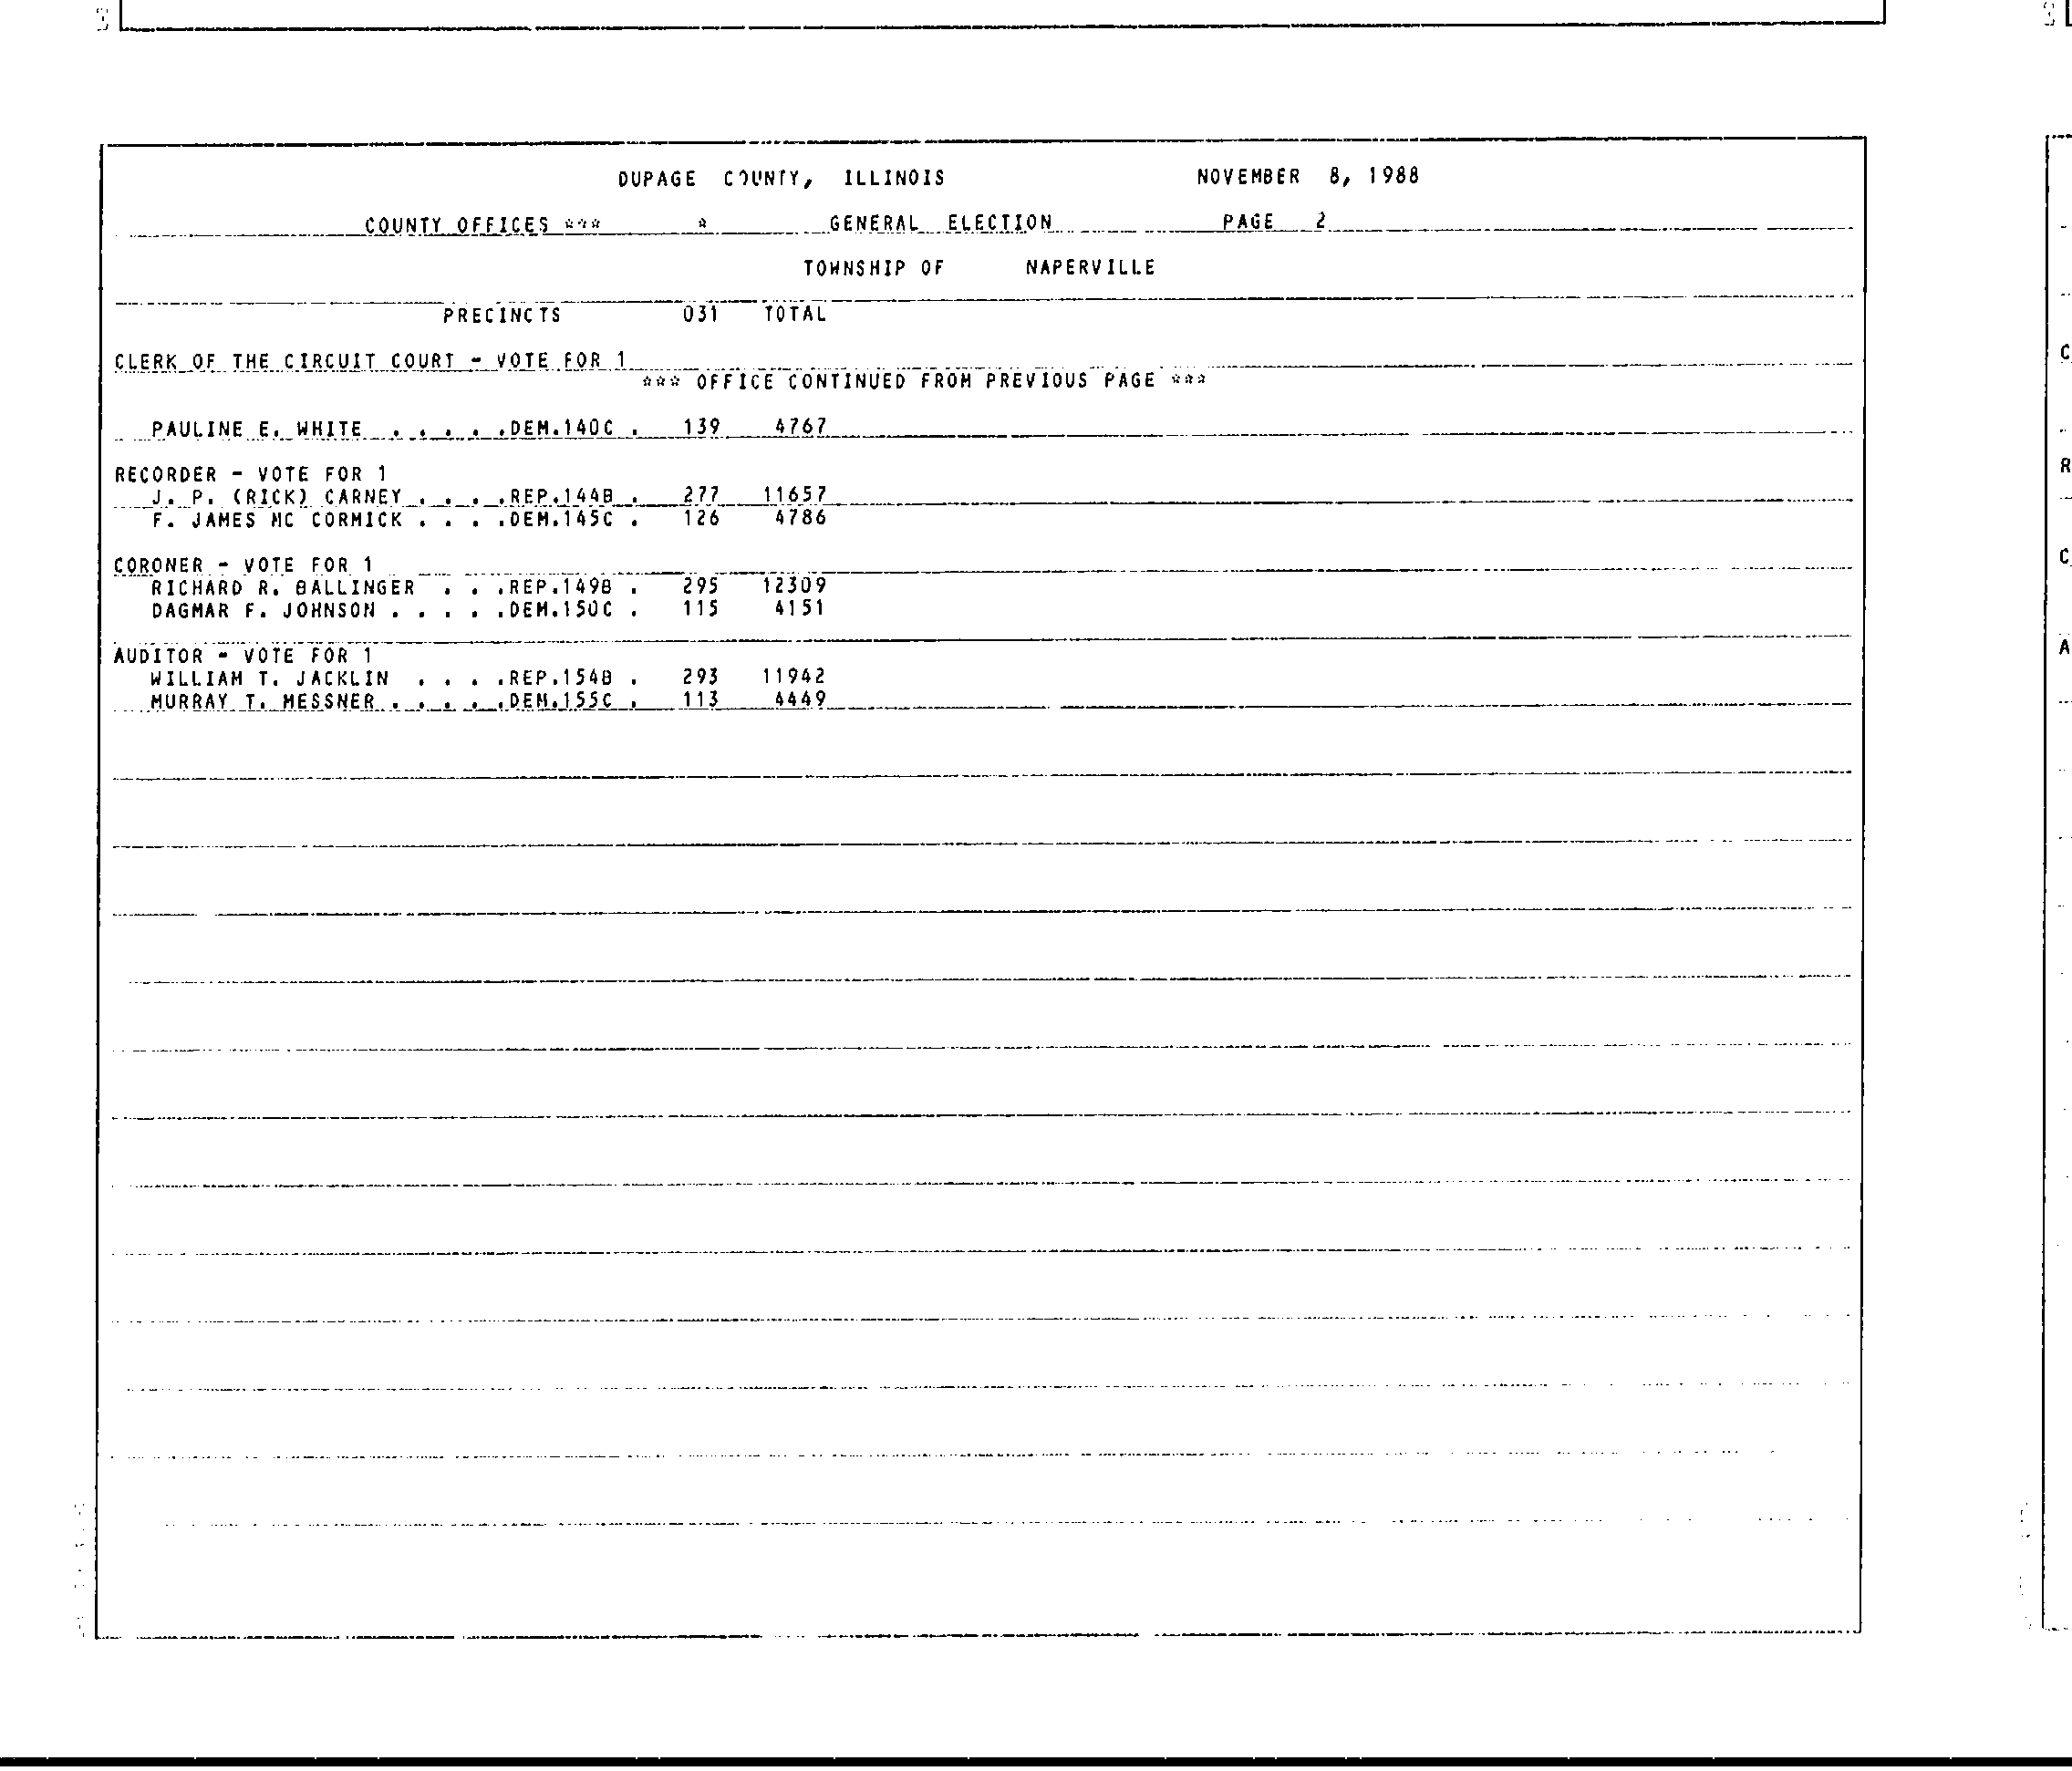 DUPAGE COUNTY, ILLINOIS NOVEMBER 8, 1988
COUNTY OFFICES *** * GENERAL ELECTION PAGE 2
TOWNSHIP OF NAPERVILLE
PRECINCTS 031 TOTAL
CLERK OF THE CIRCUIT COURT - VOTE FOR 1
*** OFFICE CONTINUED FROM PREVIOUS PAGE ***
PAULINE E. WHITE . . . . .DEM.140C . 139 4767
RECORDER - VOTE FOR 1
J. P. (RICK) CARNEY . . . .REP.144B . 277 11657
F. JAMES MC CORMICK . . . .DEM.145C . 126 4786
CORONER - VOTE FOR 1
RICHARD R. BALLINGER . . .REP.149B . 295 12309
DAGMAR F. JOHNSON . . . . .DEM.150C . 115 4151
AUDITOR - VOTE FOR 1
WILLIAM T. JACKLIN . . . .REP.154B . 293 11942
MURRAY T. MESSNER . . . . .DEM.155C . 113 4449
C
R
C
A